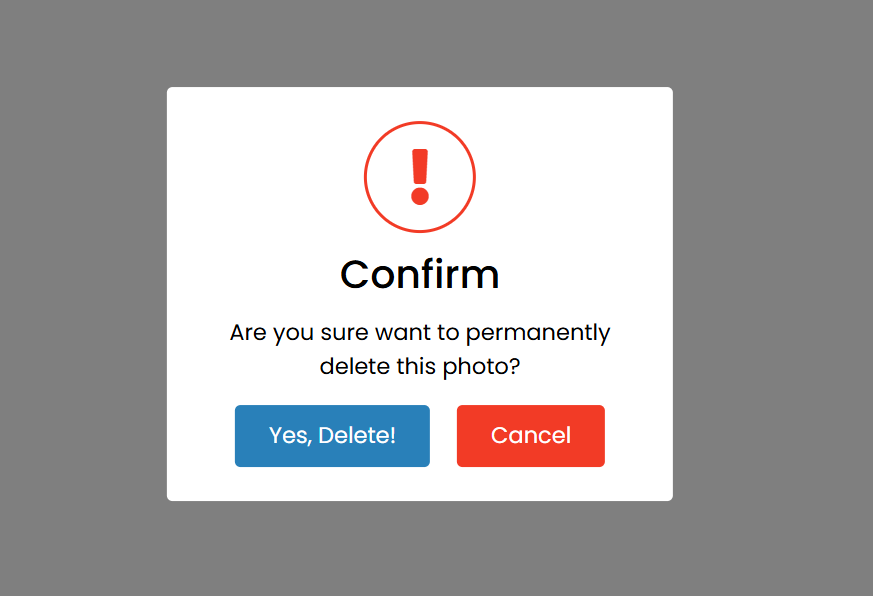 Confirm
Are you sure want to permanently
delete this photo?
Yes, Delete!
Cancel